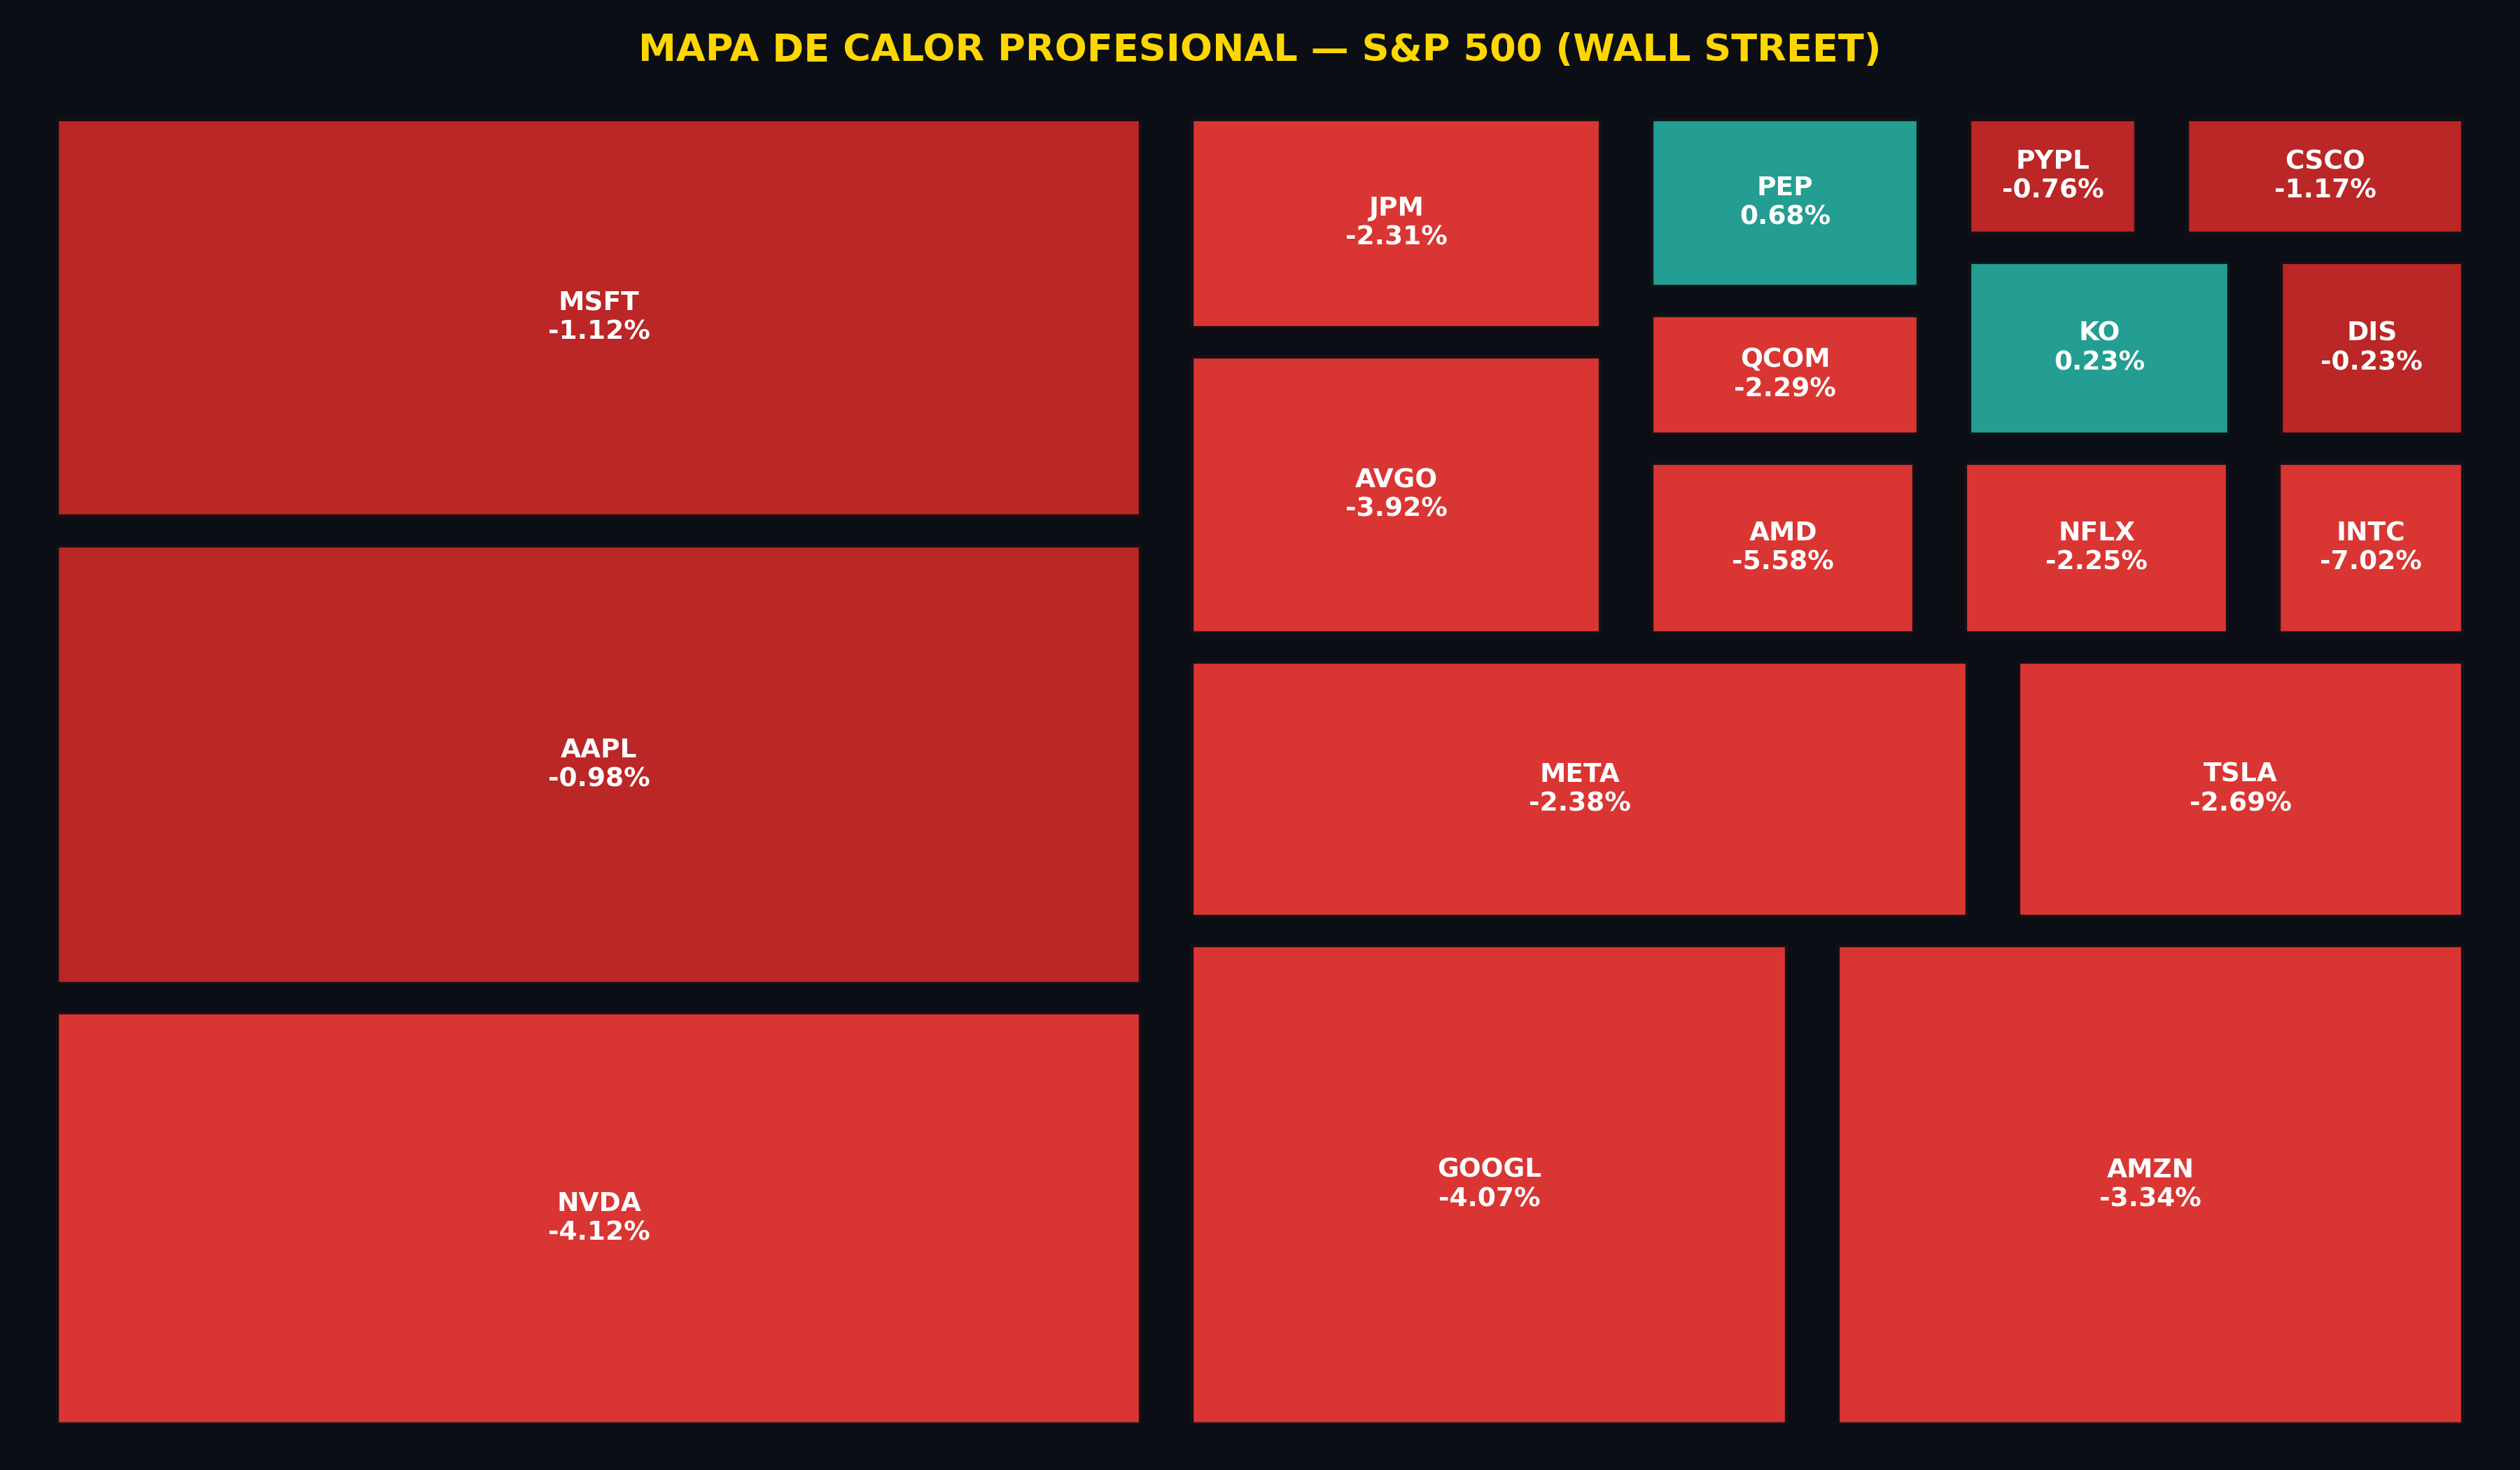 MAPA DE CALOR PROFESIONAL — S&P 500 (WALL STREET)
MSFT
-1.12%
AAPL
-0.98%
NVDA
-4.12%
JPM
-2.31%
AVGO
-3.92%
PEP
0.68%
QCOM
-2.29%
PYPL
-0.76%
CSCO
-1.17%
KO
0.23%
DIS
-0.23%
AMD
-5.58%
NFLX
-2.25%
INTC
-7.02%
META
-2.38%
TSLA
-2.69%
GOOGL
-4.07%
AMZN
-3.34%